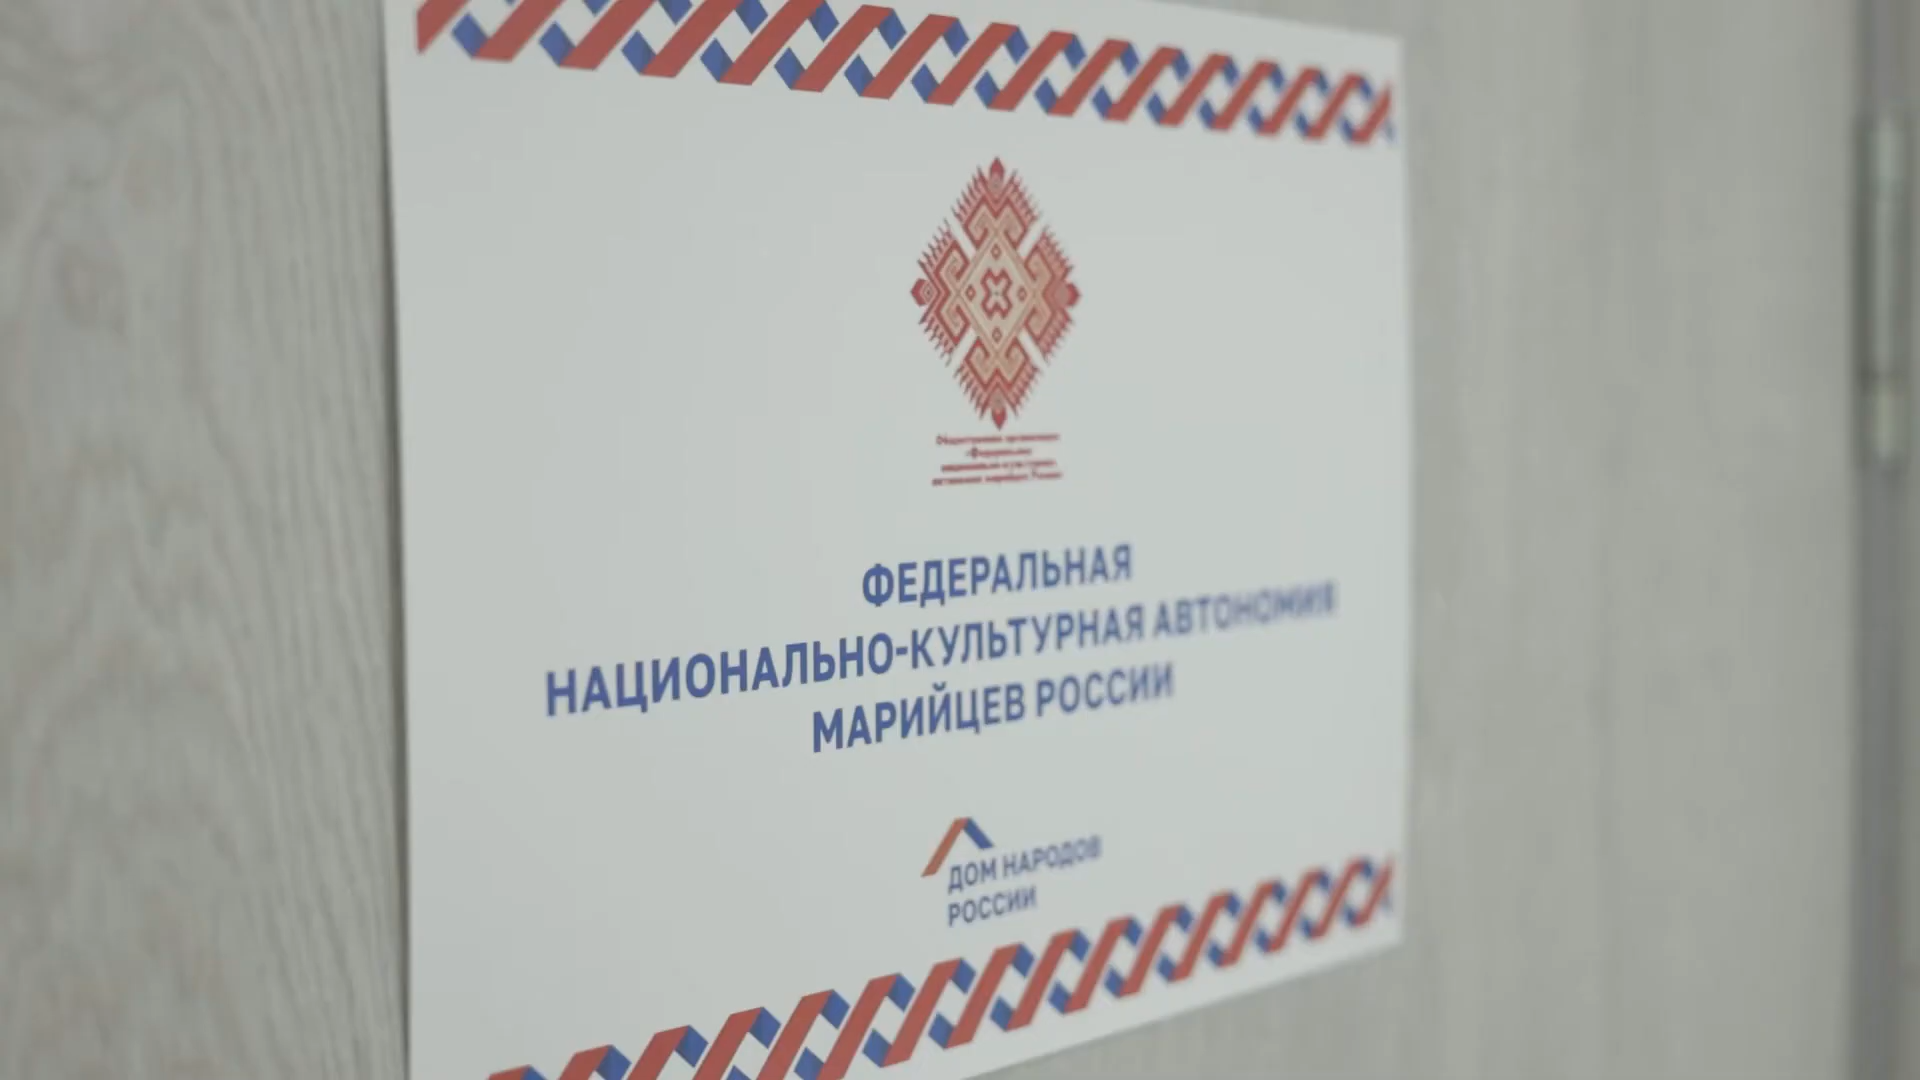 ФЕДЕРАЛЬНАЯ
НАЦИОНАЛЬНО-КУЛЬТУРНАЯ АВТОНОМИЯ
МАРИЙЦЕВ РОССИИ
ДОМ НАРОДОВ
РОССИИ